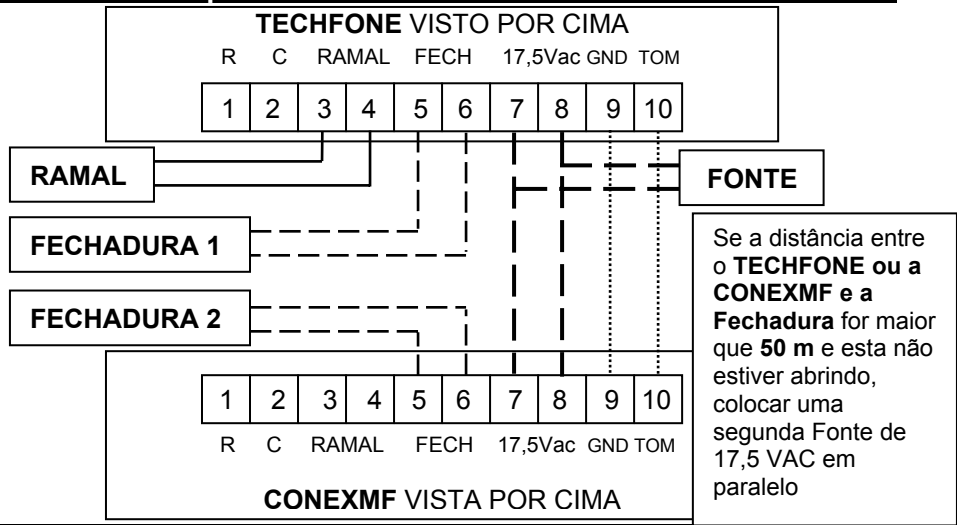 TECHFONE VISTO POR CIMA
R C RAMAL FECH 17,5Vac GND TOM
1 2 3 4 5 6 7 8 9 10
RAMAL
FONTE
FECHADURA 1
FECHADURA 2
Se a distância entre
o TECHFONE ou a
CONEXMF e a
Fechadura for maior
que 50 m e esta não
estiver abrindo,
colocar uma
segunda Fonte de
17,5 VAC em
paralelo
1 2 3 4 5 6 7 8 9 10
R C RAMAL FECH 17,5Vac GND TOM
CONEXMF VISTA POR CIMA